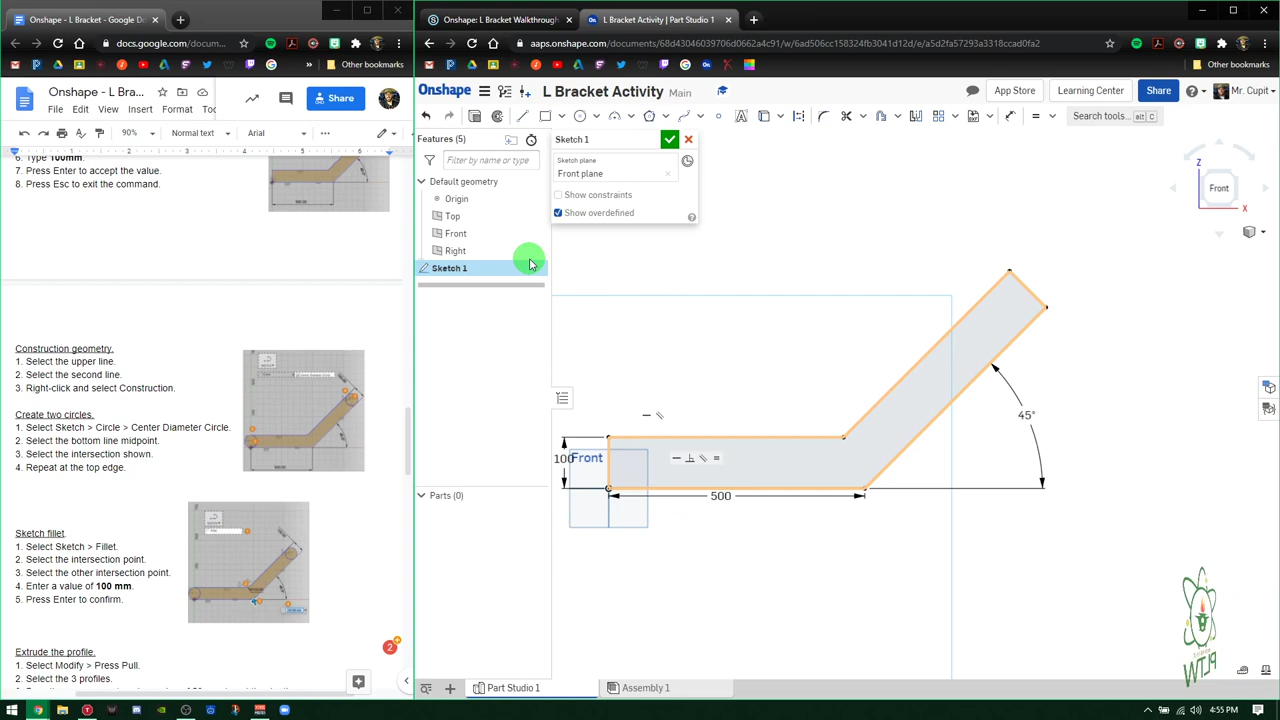 Onshape - L Bracket - Google Do
docs.google.com/docum...
Other bookmarks
Onshape - L Bra...
Share
File Edit View Insert Format To
90% Normal text Arial
6. Type 100mm.
7. Press Enter to accept the value.
8. Press Esc to exit the command.
Construction geometry.
1. Select the upper line.
2. Select the second line.
3. Right-click and select Construction.
Create two circles.
1. Select Sketch > Circle > Center Diameter Circle.
2. Select the bottom line midpoint.
3. Select the intersection shown.
4. Repeat at the top edge.
Sketch fillet.
1. Select Sketch > Fillet.
2. Select the intersection point.
3. Select the other intersection point.
4. Enter a value of 100 mm.
5. Press Enter to confirm.
2
Extrude the profile.
1. Select Modify > Press Pull.
2. Select the 3 profiles.
Onshape: L Bracket Walkthrough
L Bracket Activity | Part Studio 1
aaps.onshape.com/documents/68d43046039706d0662a4c91/w/6ad506cc158324fb3041d12d/e/a5d2fa57293a3318ccad0fa2
Other bookmarks
Onshape
L Bracket Activity Main
App Store
Learning Center
Share
Mr. Cupit
Search tools... alt C
Features (5)
Filter by name or type
Default geometry
Origin
Top
Front
Right
Sketch 1
Parts (0)
Sketch 1
Sketch plane
Front plane
Show constraints
Show overdefined
Z
Front
X
45°
100
Front
500
WTJ9
Part Studio 1
Assembly 1
4:55 PM